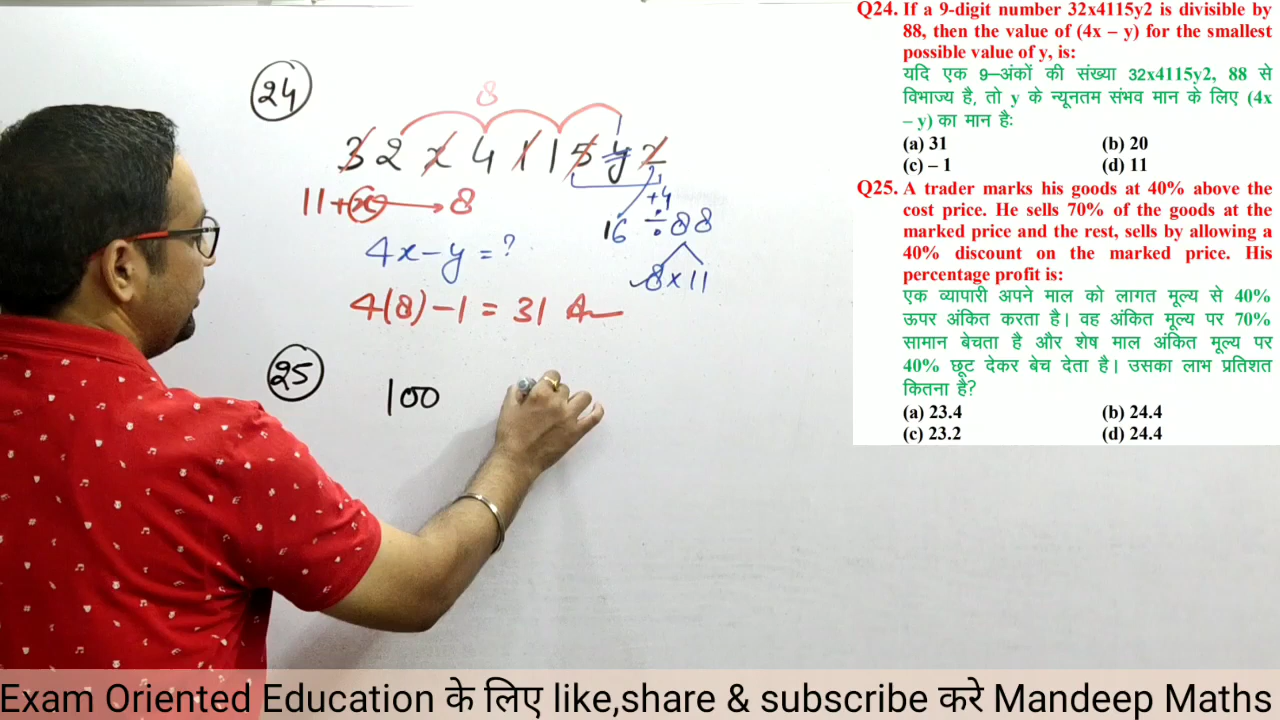 24
8
3 2 x 4 1 1 5 y 2
11+x → 8
+4
16 ÷ 88
8 × 11
4x - y = ?
4(8) - 1 = 31
25
100
Q24. If a 9-digit number 32x4115y2 is divisible by
88, then the value of (4x – y) for the smallest
possible value of y, is:
यदि एक 9–अंकों की संख्या 32x4115y2, 88 से
विभाज्य है, तो y के न्यूनतम संभव मान के लिए (4x
– y) का मान है:
(a) 31 (b) 20
(c) – 1 (d) 11
Q25. A trader marks his goods at 40% above the
cost price. He sells 70% of the goods at the
marked price and the rest, sells by allowing a
40% discount on the marked price. His
percentage profit is:
एक व्यापारी अपने माल को लागत मूल्य से 40%
ऊपर अंकित करता है। वह अंकित मूल्य पर 70%
सामान बेचता है और शेष माल अंकित मूल्य पर
40% छूट देकर बेच देता है। उसका लाभ प्रतिशत
कितना है?
(a) 23.4 (b) 24.4
(c) 23.2 (d) 24.4
Exam Oriented Education के लिए like,share & subscribe करे Mandeep Maths